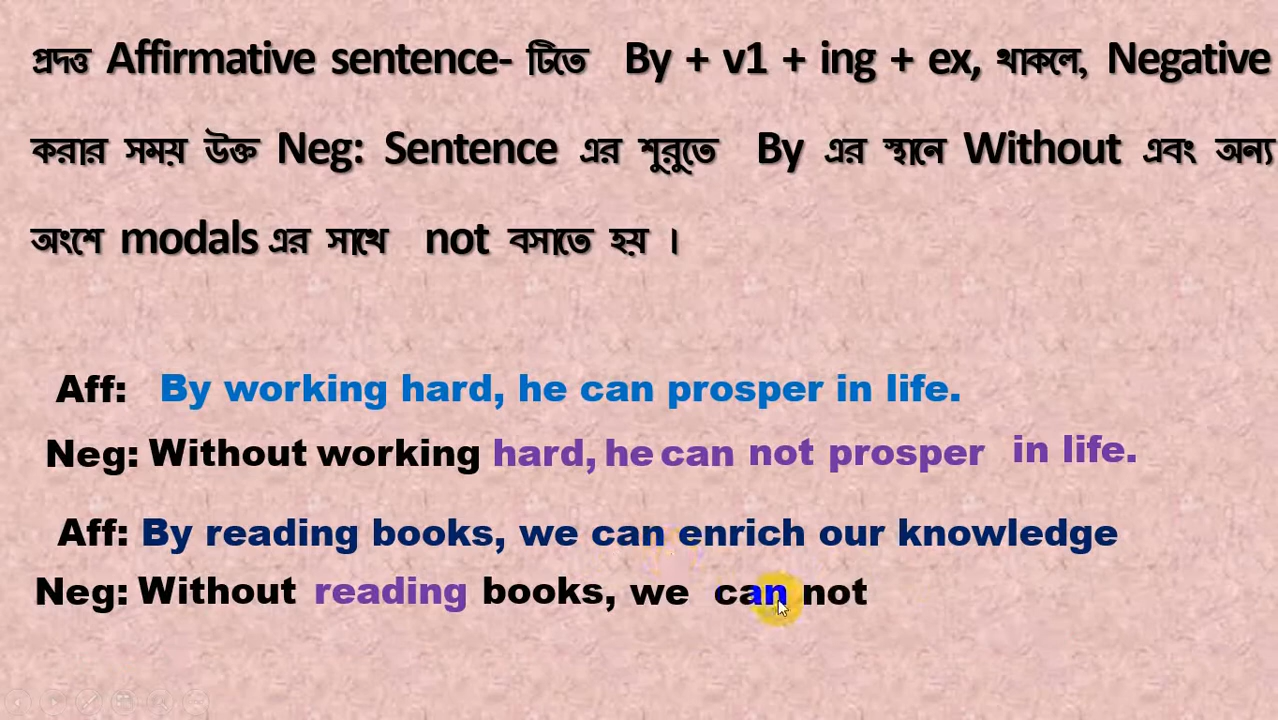 প্রদত্ত Affirmative sentence- টিতে By + v1 + ing + ex, থাকলে, Negative
করার সময় উক্ত Neg: Sentence এর শুরুতে By এর স্থানে Without এবং অন্য
অংশে modals এর সাথে not বসাতে হয় ।
Aff: By working hard, he can prosper in life.
Neg: Without working hard, he can not prosper in life.
Aff: By reading books, we can enrich our knowledge
Neg: Without reading books, we can not